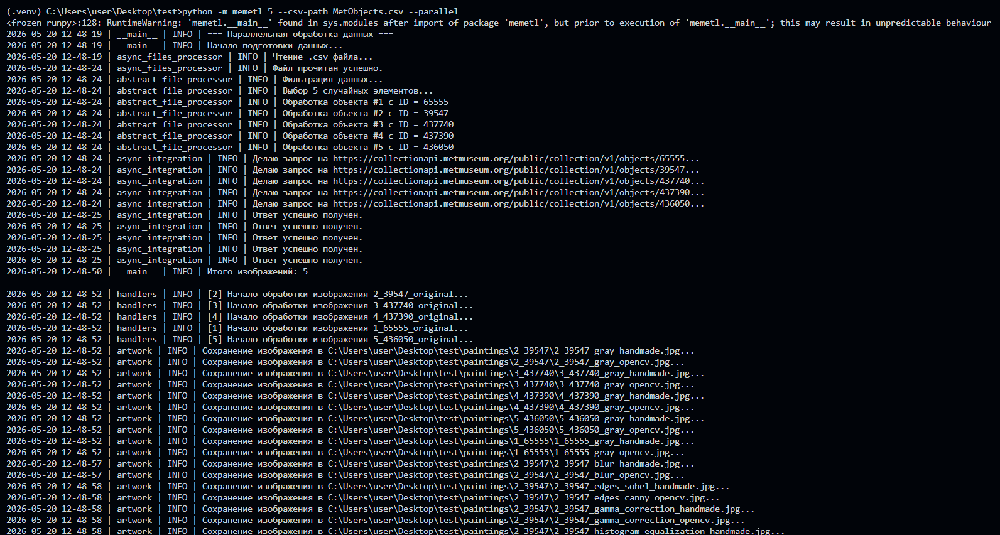 (.venv) C:\Users\user\Desktop\test>python -m memetl 5 --csv-path MetObjects.csv --parallel
<frozen runpy>:128: RuntimeWarning: 'memetl.__main__' found in sys.modules after import of package 'memetl', but prior to execution of 'memetl.__main__'; this may result in unpredictable behaviour
2026-05-20 12-48-19 | __main__ | INFO | === Параллельная обработка данных ===
2026-05-20 12-48-19 | __main__ | INFO | Начало подготовки данных...
2026-05-20 12-48-19 | async_files_processor | INFO | Чтение .csv файла...
2026-05-20 12-48-24 | async_files_processor | INFO | Файл прочитан успешно.
2026-05-20 12-48-24 | abstract_file_processor | INFO | Фильтрация данных...
2026-05-20 12-48-24 | abstract_file_processor | INFO | Выбор 5 случайных элементов...
2026-05-20 12-48-24 | abstract_file_processor | INFO | Обработка объекта #1 с ID = 65555
2026-05-20 12-48-24 | abstract_file_processor | INFO | Обработка объекта #2 с ID = 39547
2026-05-20 12-48-24 | abstract_file_processor | INFO | Обработка объекта #3 с ID = 437740
2026-05-20 12-48-24 | abstract_file_processor | INFO | Обработка объекта #4 с ID = 437390
2026-05-20 12-48-24 | abstract_file_processor | INFO | Обработка объекта #5 с ID = 436050
2026-05-20 12-48-24 | async_integration | INFO | Делаю запрос на https://collectionapi.metmuseum.org/public/collection/v1/objects/65555...
2026-05-20 12-48-24 | async_integration | INFO | Делаю запрос на https://collectionapi.metmuseum.org/public/collection/v1/objects/39547...
2026-05-20 12-48-24 | async_integration | INFO | Делаю запрос на https://collectionapi.metmuseum.org/public/collection/v1/objects/437740...
2026-05-20 12-48-24 | async_integration | INFO | Делаю запрос на https://collectionapi.metmuseum.org/public/collection/v1/objects/437390...
2026-05-20 12-48-24 | async_integration | INFO | Делаю запрос на https://collectionapi.metmuseum.org/public/collection/v1/objects/436050...
2026-05-20 12-48-25 | async_integration | INFO | Ответ успешно получен.
2026-05-20 12-48-25 | async_integration | INFO | Ответ успешно получен.
2026-05-20 12-48-25 | async_integration | INFO | Ответ успешно получен.
2026-05-20 12-48-25 | async_integration | INFO | Ответ успешно получен.
2026-05-20 12-48-25 | async_integration | INFO | Ответ успешно получен.
2026-05-20 12-48-50 | __main__ | INFO | Итого изображений: 5
2026-05-20 12-48-52 | handlers | INFO | [2] Начало обработки изображения 2_39547_original...
2026-05-20 12-48-52 | handlers | INFO | [3] Начало обработки изображения 3_437740_original...
2026-05-20 12-48-52 | handlers | INFO | [4] Начало обработки изображения 4_437390_original...
2026-05-20 12-48-52 | handlers | INFO | [1] Начало обработки изображения 1_65555_original...
2026-05-20 12-48-52 | handlers | INFO | [5] Начало обработки изображения 5_436050_original...
2026-05-20 12-48-52 | artwork | INFO | Сохранение изображения в C:\Users\user\Desktop\test\paintings\2_39547\2_39547_gray_handmade.jpg...
2026-05-20 12-48-52 | artwork | INFO | Сохранение изображения в C:\Users\user\Desktop\test\paintings\2_39547\2_39547_gray_opencv.jpg...
2026-05-20 12-48-52 | artwork | INFO | Сохранение изображения в C:\Users\user\Desktop\test\paintings\3_437740\3_437740_gray_handmade.jpg...
2026-05-20 12-48-52 | artwork | INFO | Сохранение изображения в C:\Users\user\Desktop\test\paintings\3_437740\3_437740_gray_opencv.jpg...
2026-05-20 12-48-52 | artwork | INFO | Сохранение изображения в C:\Users\user\Desktop\test\paintings\4_437390\4_437390_gray_handmade.jpg...
2026-05-20 12-48-52 | artwork | INFO | Сохранение изображения в C:\Users\user\Desktop\test\paintings\4_437390\4_437390_gray_opencv.jpg...
2026-05-20 12-48-52 | artwork | INFO | Сохранение изображения в C:\Users\user\Desktop\test\paintings\5_436050\5_436050_gray_handmade.jpg...
2026-05-20 12-48-52 | artwork | INFO | Сохранение изображения в C:\Users\user\Desktop\test\paintings\5_436050\5_436050_gray_opencv.jpg...
2026-05-20 12-48-52 | artwork | INFO | Сохранение изображения в C:\Users\user\Desktop\test\paintings\1_65555\1_65555_gray_handmade.jpg...
2026-05-20 12-48-52 | artwork | INFO | Сохранение изображения в C:\Users\user\Desktop\test\paintings\1_65555\1_65555_gray_opencv.jpg...
2026-05-20 12-48-57 | artwork | INFO | Сохранение изображения в C:\Users\user\Desktop\test\paintings\2_39547\2_39547_blur_handmade.jpg...
2026-05-20 12-48-57 | artwork | INFO | Сохранение изображения в C:\Users\user\Desktop\test\paintings\2_39547\2_39547_blur_opencv.jpg...
2026-05-20 12-48-58 | artwork | INFO | Сохранение изображения в C:\Users\user\Desktop\test\paintings\2_39547\2_39547_edges_sobel_handmade.jpg...
2026-05-20 12-48-58 | artwork | INFO | Сохранение изображения в C:\Users\user\Desktop\test\paintings\2_39547\2_39547_edges_canny_opencv.jpg...
2026-05-20 12-48-58 | artwork | INFO | Сохранение изображения в C:\Users\user\Desktop\test\paintings\2_39547\2_39547_gamma_correction_handmade.jpg...
2026-05-20 12-48-58 | artwork | INFO | Сохранение изображения в C:\Users\user\Desktop\test\paintings\2_39547\2_39547_gamma_correction_opencv.jpg...
2026-05-20 12-48-58 | artwork | INFO | Сохранение изображения в C:\Users\user\Desktop\test\paintings\2_39547\2_39547_histogram_equalization_handmade.jpg...